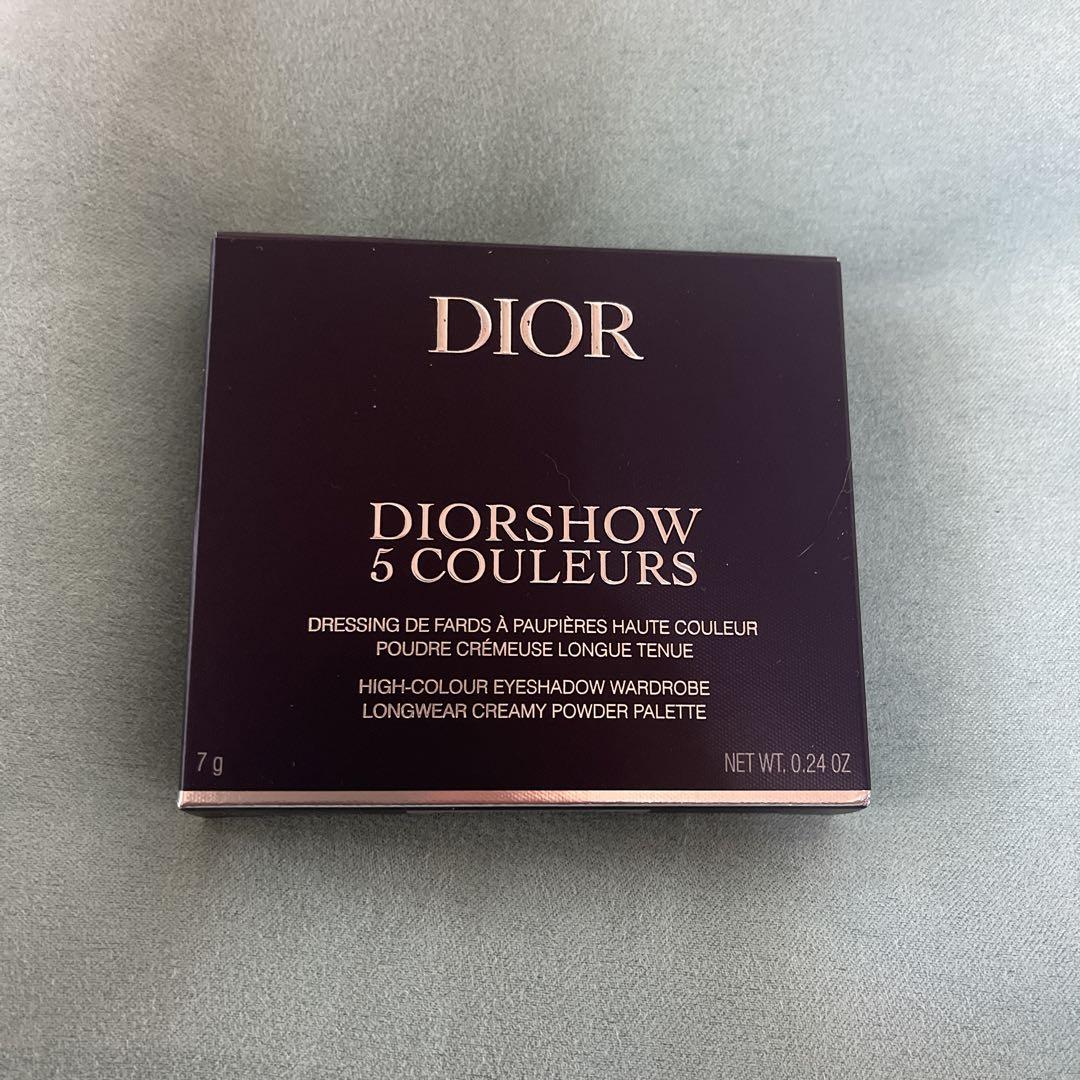 DIOR
DIORSHOW
5 COULEURS
DRESSING DE FARDS À PAUPIÈRES HAUTE COULEUR
POUDRE CRÉMEUSE LONGUE TENUE
HIGH-COLOUR EYESHADOW WARDROBE
LONGWEAR CREAMY POWDER PALETTE
7 g
NET WT. 0.24 OZ